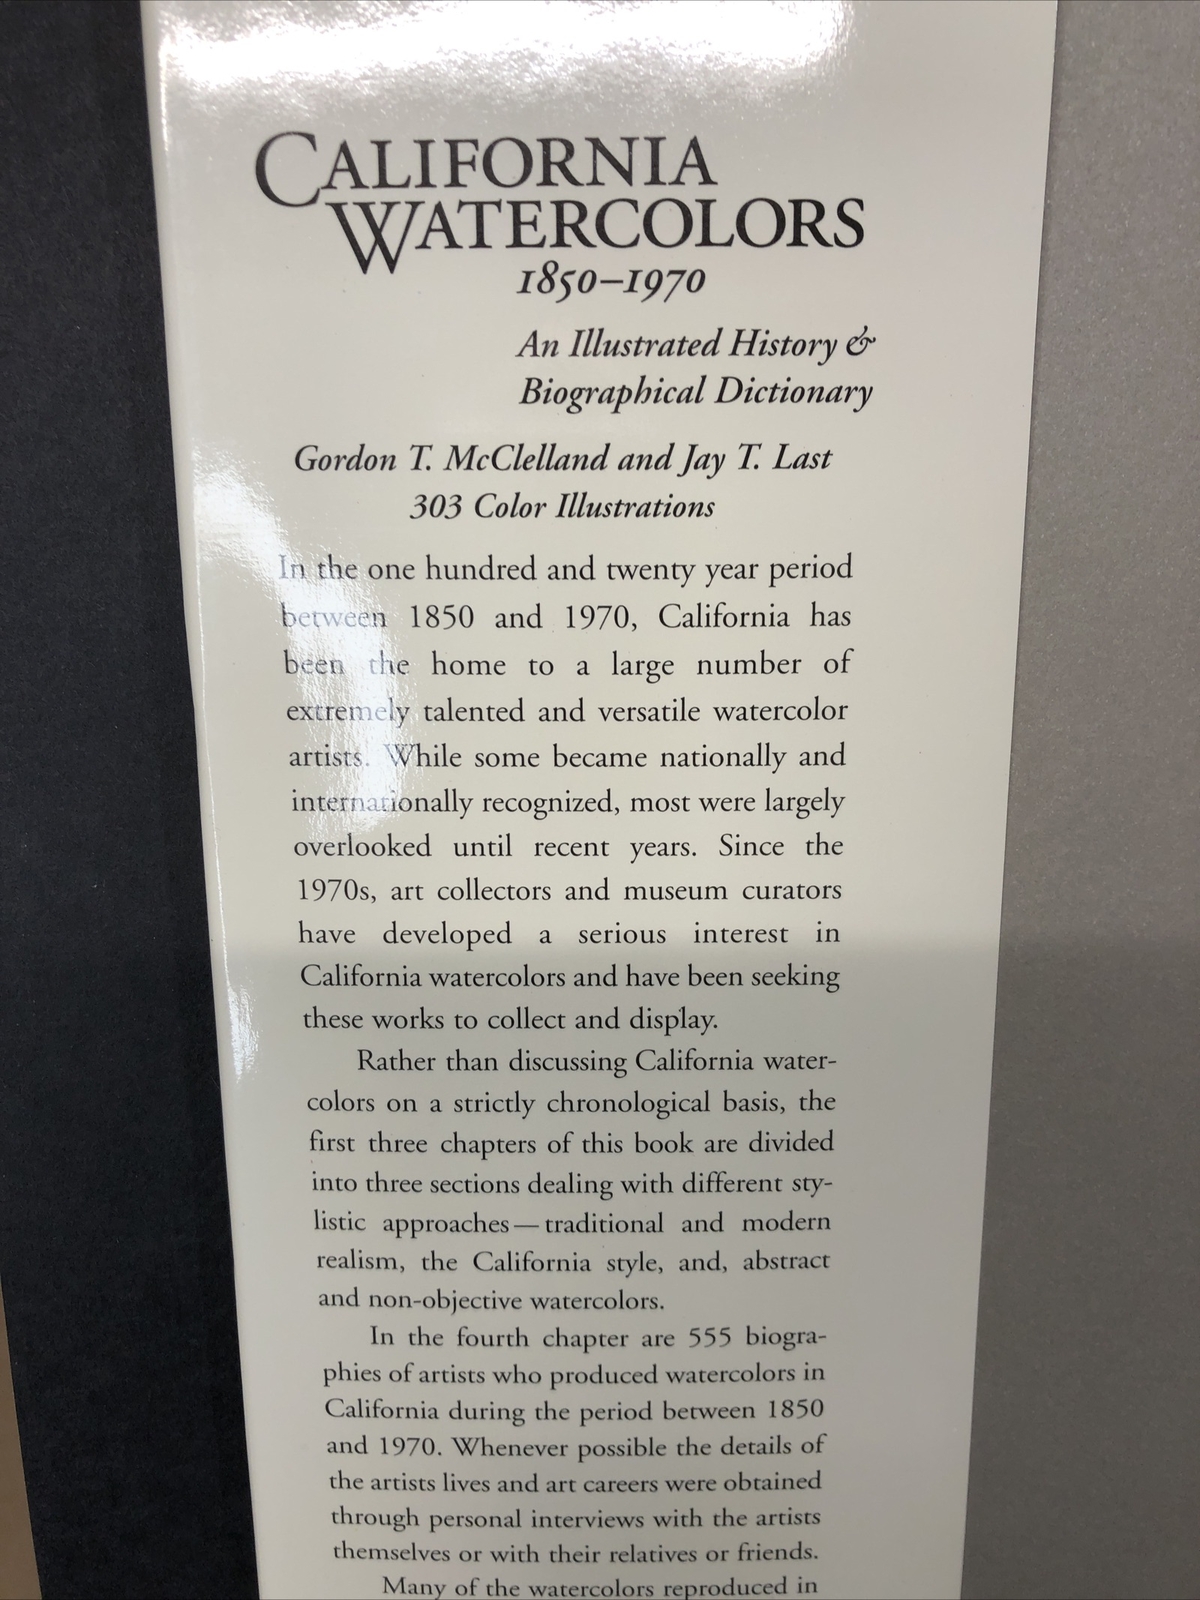 CALIFORNIA
WATERCOLORS
1850–1970
An Illustrated History &
Biographical Dictionary
Gordon T. McClelland and Jay T. Last
303 Color Illustrations
In the one hundred and twenty year period
between 1850 and 1970, California has
been the home to a large number of
extremely talented and versatile watercolor
artists. While some became nationally and
internationally recognized, most were largely
overlooked until recent years. Since the
1970s, art collectors and museum curators
have developed a serious interest in
California watercolors and have been seeking
these works to collect and display.
Rather than discussing California water-
colors on a strictly chronological basis, the
first three chapters of this book are divided
into three sections dealing with different sty-
listic approaches — traditional and modern
realism, the California style, and, abstract
and non-objective watercolors.
In the fourth chapter are 555 biogra-
phies of artists who produced watercolors in
California during the period between 1850
and 1970. Whenever possible the details of
the artists lives and art careers were obtained
through personal interviews with the artists
themselves or with their relatives or friends.
Many of the watercolors reproduced in